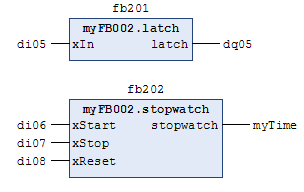 fb201
myFB002.latch
di05 xIn latch dq05
fb202
myFB002.stopwatch
di06 xStart stopwatch myTime
di07 xStop
di08 xReset